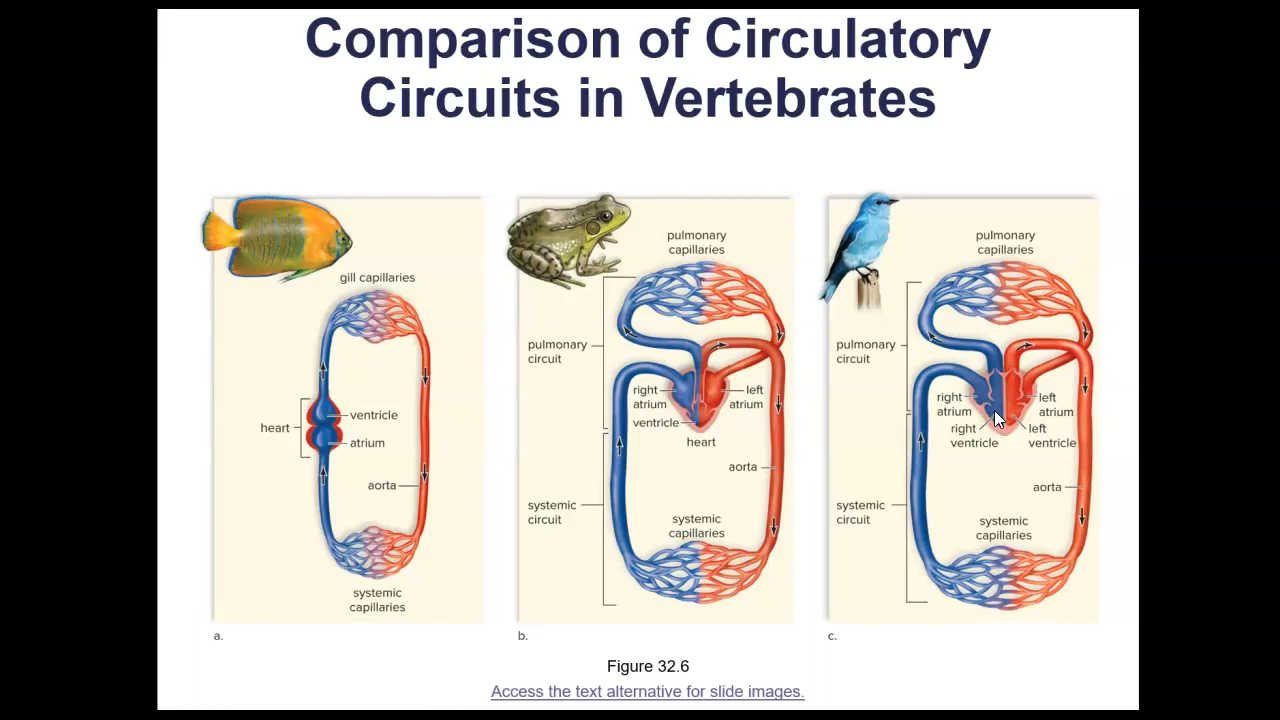 Comparison of Circulatory
Circuits in Vertebrates
gill capillaries
ventricle
heart
atrium
aorta
systemic
capillaries
a.
pulmonary
capillaries
pulmonary
circuit
right
atrium
left
atrium
ventricle
heart
aorta
systemic
circuit
systemic
capillaries
b.
pulmonary
capillaries
pulmonary
circuit
right
atrium
left
atrium
right
ventricle
left
ventricle
aorta
systemic
circuit
systemic
capillaries
c.
Figure 32.6
Access the text alternative for slide images.